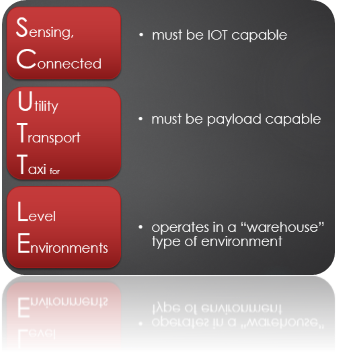 Sensing,
Connected
• must be IOT capable
Utility
Transport
Taxi for
• must be payload capable
Level
Environments
• operates in a “warehouse”
type of environment